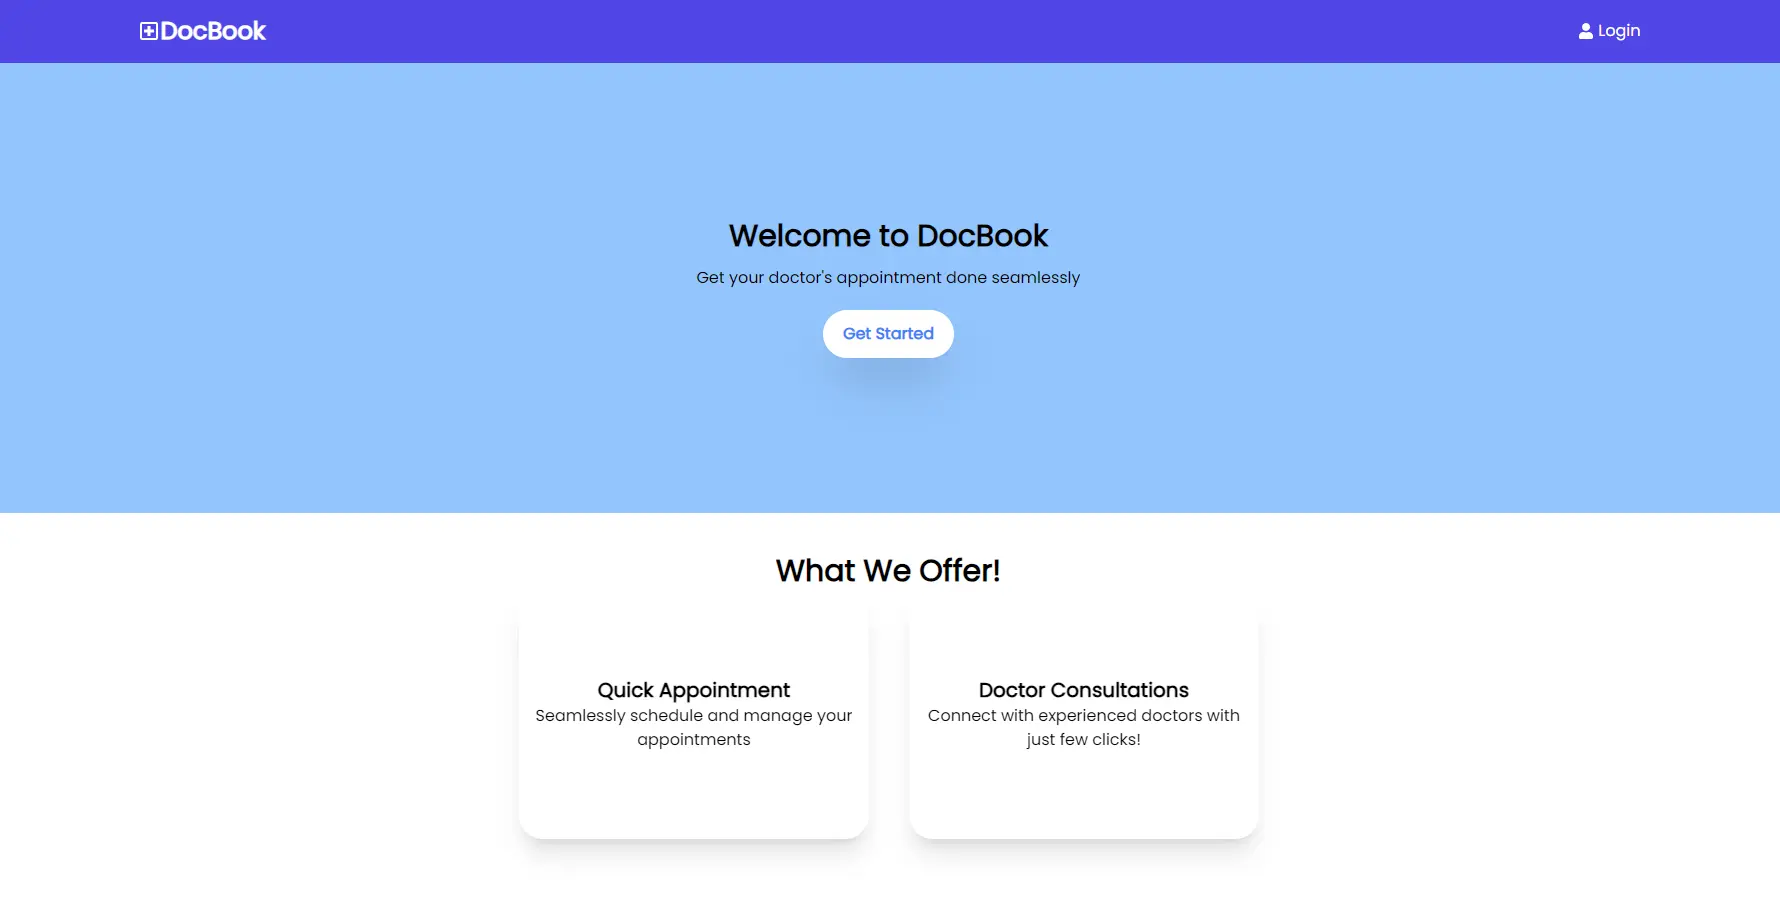 DocBook
Login
Welcome to DocBook
Get your doctor's appointment done seamlessly
Get Started
What We Offer!
Quick Appointment
Seamlessly schedule and manage your
appointments
Doctor Consultations
Connect with experienced doctors with
just few clicks!